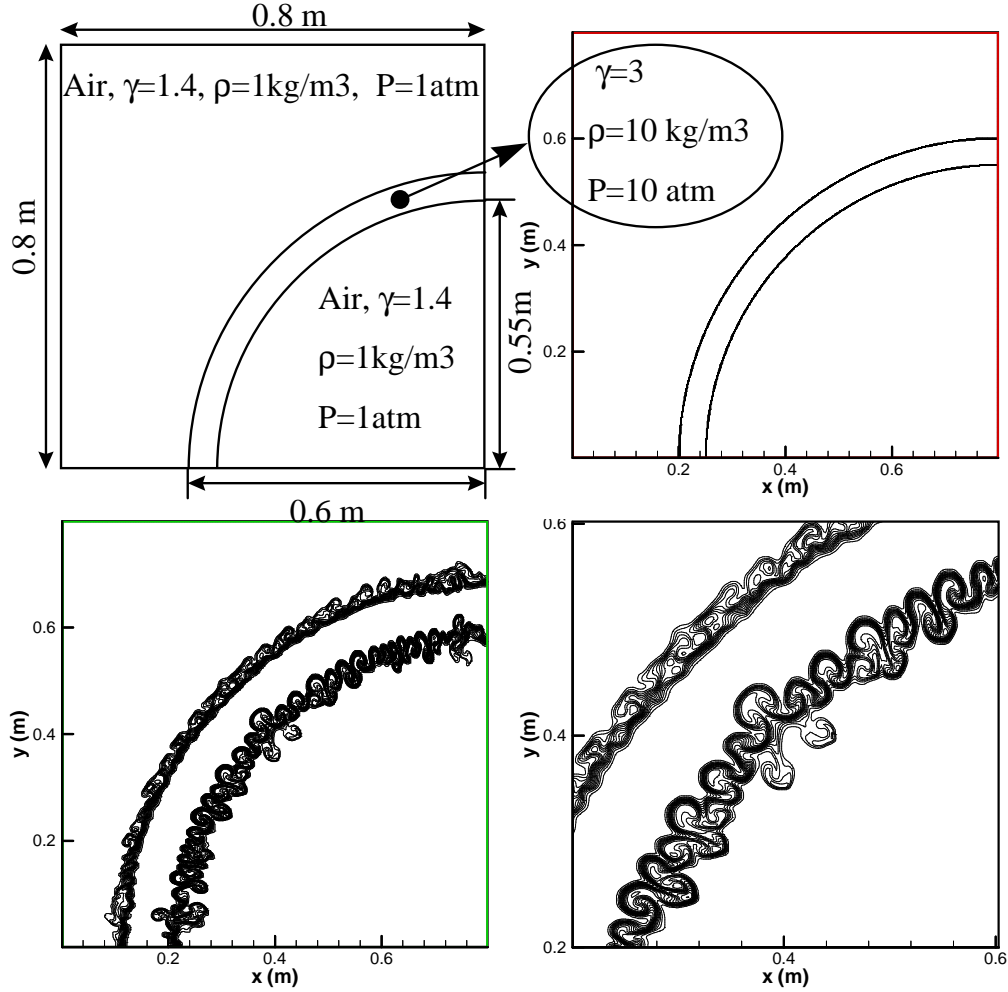 0.8 m
Air, γ=1.4, ρ=1kg/m3, P=1atm
0.8 m
Air, γ=1.4
ρ=1kg/m3
P=1atm
0.55m
0.6 m
γ=3
ρ=10 kg/m3
P=10 atm
y (m)
0.6
0.4
0.2
0.2 0.4 0.6
x (m)
y (m)
0.6
0.4
0.2
0.2 0.4 0.6
x (m)
y (m)
0.6
0.4
0.2
0.4 0.6
x (m)